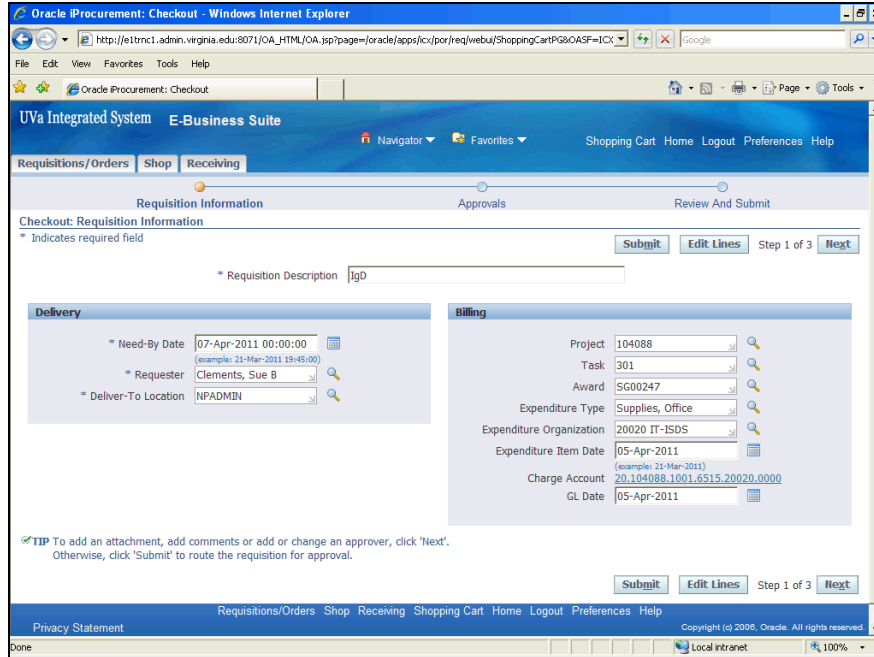 Oracle iProcurement: Checkout - Windows Internet Explorer
http://e1trnc1.admin.virginia.edu:8071/OA_HTML/OA.jsp?page=/oracle/apps/icx/por/req/webui/ShoppingCartPG&OASF=ICX
Google
File Edit View Favorites Tools Help
Oracle iProcurement: Checkout
Page Tools
UVa Integrated System E-Business Suite
Navigator Favorites Shopping Cart Home Logout Preferences Help
Requisitions/Orders Shop Receiving
Requisition Information Approvals Review And Submit
Checkout: Requisition Information
* Indicates required field
Submit Edit Lines Step 1 of 3 Next
* Requisition Description IgD
Delivery
* Need-By Date 07-Apr-2011 00:00:00
(example: 21-Mar-2011 19:45:00)
* Requester Clements, Sue B
* Deliver-To Location NPADMIN
Billing
Project 104088
Task 301
Award SG00247
Expenditure Type Supplies, Office
Expenditure Organization 20020 IT-ISDS
Expenditure Item Date 05-Apr-2011
(example: 21-Mar-2011)
Charge Account 20.104088.1001.6515.20020.0000
GL Date 05-Apr-2011
TIP To add an attachment, add comments or add or change an approver, click 'Next'.
Otherwise, click 'Submit' to route the requisition for approval.
Submit Edit Lines Step 1 of 3 Next
Requisitions/Orders Shop Receiving Shopping Cart Home Logout Preferences Help
Privacy Statement
Copyright (c) 2006, Oracle. All rights reserved.
Done Local intranet 100%